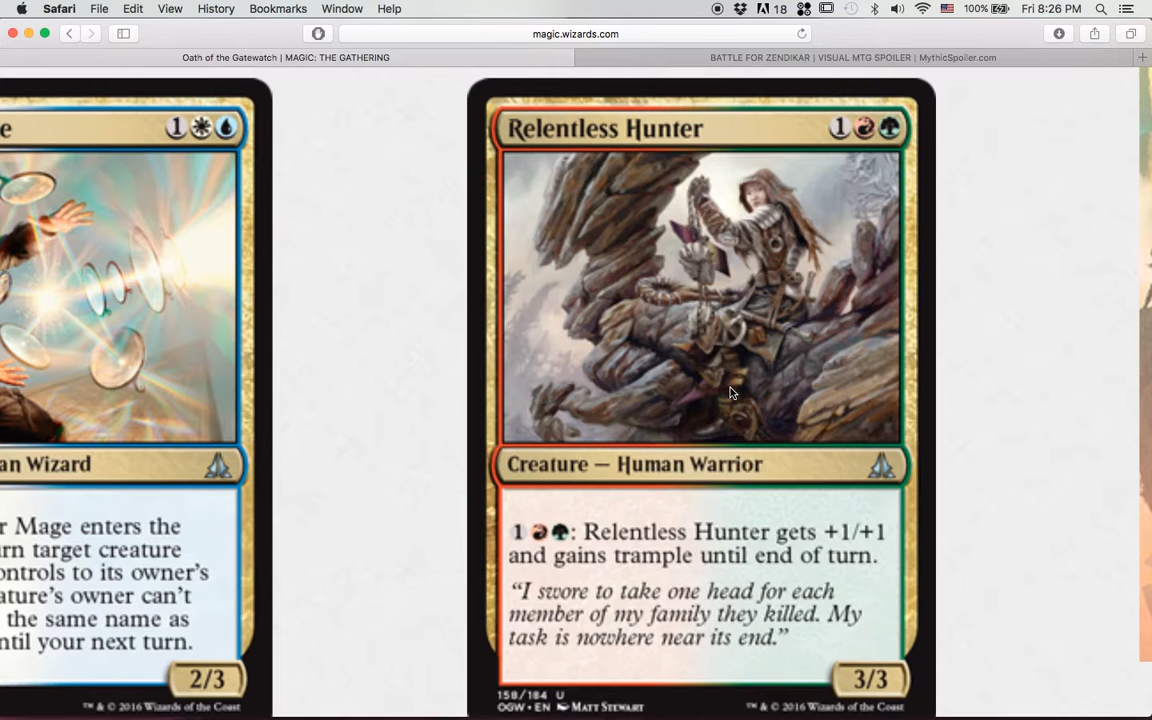 Safari File Edit View History Bookmarks Window Help 18 100% Fri 8:26 PM
magic.wizards.com
Oath of the Gatewatch | MAGIC: THE GATHERING
BATTLE FOR ZENDIKAR | VISUAL MTG SPOILER | MythicSpoiler.com
e 1
an Wizard
r Mage enters the
urn target creature
ontrols to its owner's
ature's owner can't
the same name as
ntil your next turn.
2/3
™ & © 2016 Wizards of the Coast
Relentless Hunter 1
Creature — Human Warrior
1 : Relentless Hunter gets +1/+1
and gains trample until end of turn.
"I swore to take one head for each
member of my family they killed. My
task is nowhere near its end."
3/3
158/184 U
OGW • EN Matt Stewart
™ & © 2016 Wizards of the Coast